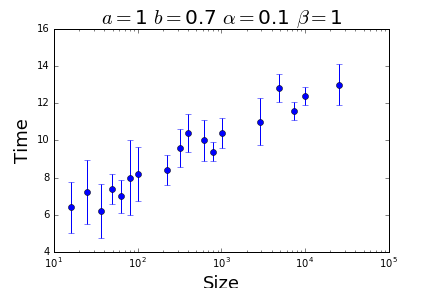 a = 1 b = 0.7 α = 0.1 β = 1
16
14
12
10
8
6
4
Time
10^1 10^2 10^3 10^4 10^5
Size